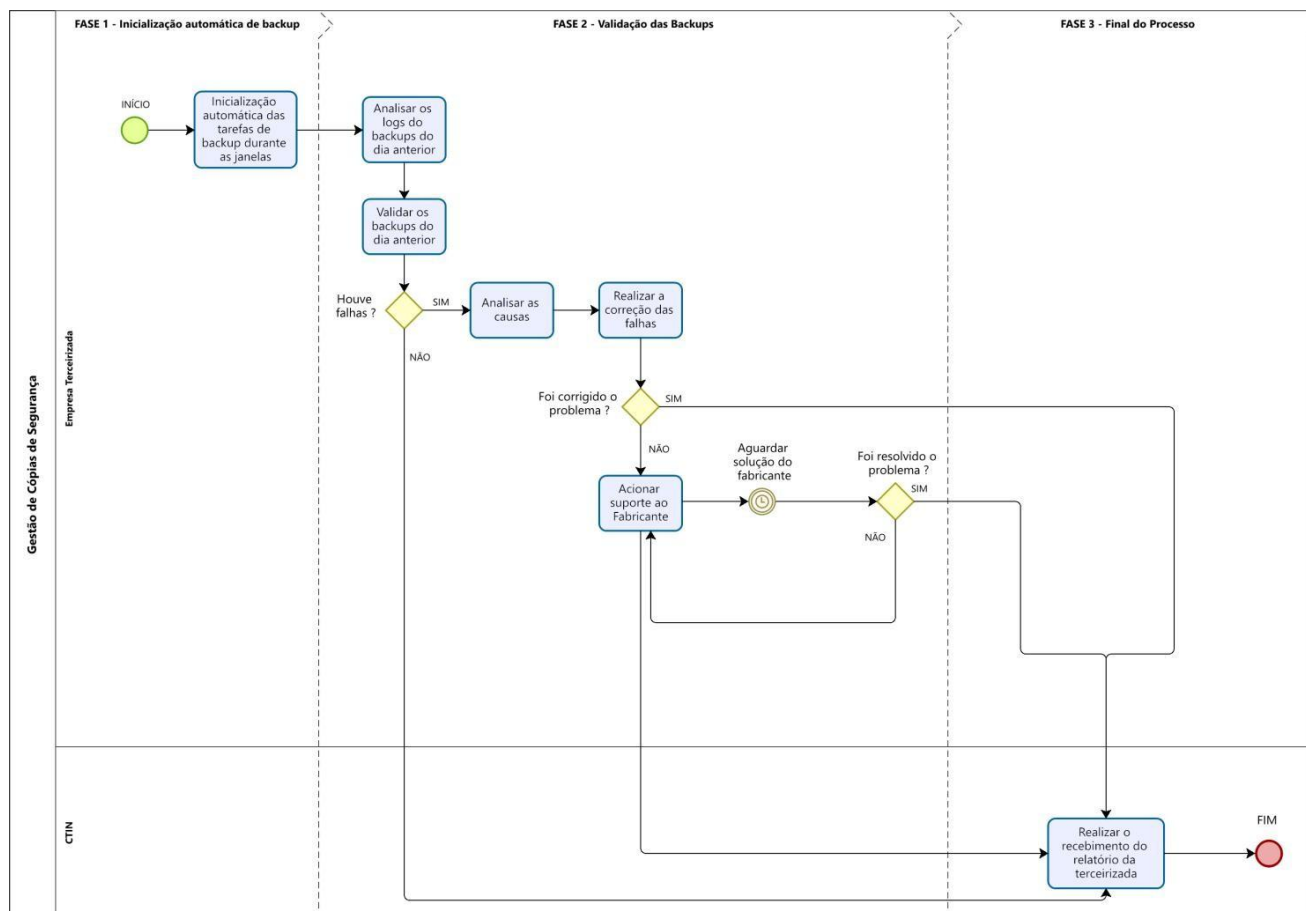 FASE 1 - Inicialização automática de backup
FASE 2 - Validação das Backups
FASE 3 - Final do Processo
Gestão de Cópias de Segurança
Empresa Terceirizada
INÍCIO
Inicialização
automática das
tarefas de
backup durante
as janelas
Analisar os
logs do
backups do
dia anterior
Validar os
backups do
dia anterior
Houve
falhas ?
SIM
NÃO
Analisar as
causas
Realizar a
correção das
falhas
Foi corrigido o
problema ?
SIM
NÃO
Acionar
suporte ao
Fabricante
Aguardar
solução do
fabricante
Foi resolvido o
problema ?
SIM
NÃO
CTIN
Realizar o
recebimento do
relatório da
terceirizada
FIM